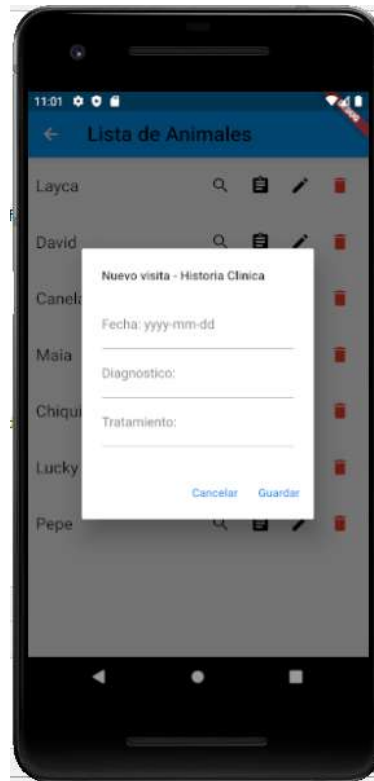 11:01
Lista de Animales
Layca
David
Nuevo visita - Historia Clinica
Canela
Fecha: yyyy-mm-dd
Maia
Diagnostico:
Chiqui
Tratamiento:
Lucky
Cancelar Guardar
Pepe